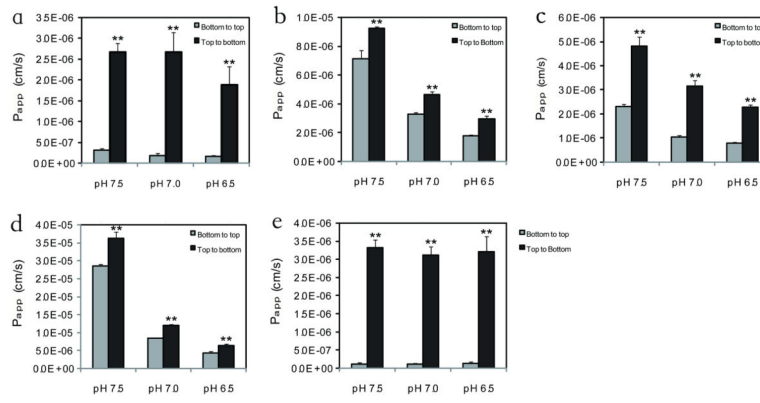 a
3.5E-06
3.0E-06
2.5E-06
2.0E-06
1.5E-06
1.0E-06
5.0E-07
0.0E+00
Papp (cm/s)
Bottom to top
Top to bottom
** ** **
pH 7.5 pH 7.0 pH 6.5
b
1.0E-05
8.0E-06
6.0E-06
4.0E-06
2.0E-06
0.0E+00
Papp (cm/s)
Bottom to top
Top to Bottom
** ** **
pH 7.5 pH 7.0 pH 6.5
c
6.0E-06
5.0E-06
4.0E-06
3.0E-06
2.0E-06
1.0E-06
0.0E+00
Papp (cm/s)
Bottom to top
Top to bo
** ** **
pH 7.5 pH 7.0 pH 6.5
d
4.0E-05
3.5E-05
3.0E-05
2.5E-05
2.0E-05
1.5E-05
1.0E-05
5.0E-06
0.0E+00
Papp (cm/s)
Bottom to top
Top to bottom
** ** **
pH 7.5 pH 7.0 pH 6.5
e
4.0E-06
3.5E-06
3.0E-06
2.5E-06
2.0E-06
1.5E-06
1.0E-06
5.0E-07
0.0E+00
Papp (cm/s)
Bottom to top
Top to Bottom
** ** **
pH 7.5 pH 7.0 pH 6.5